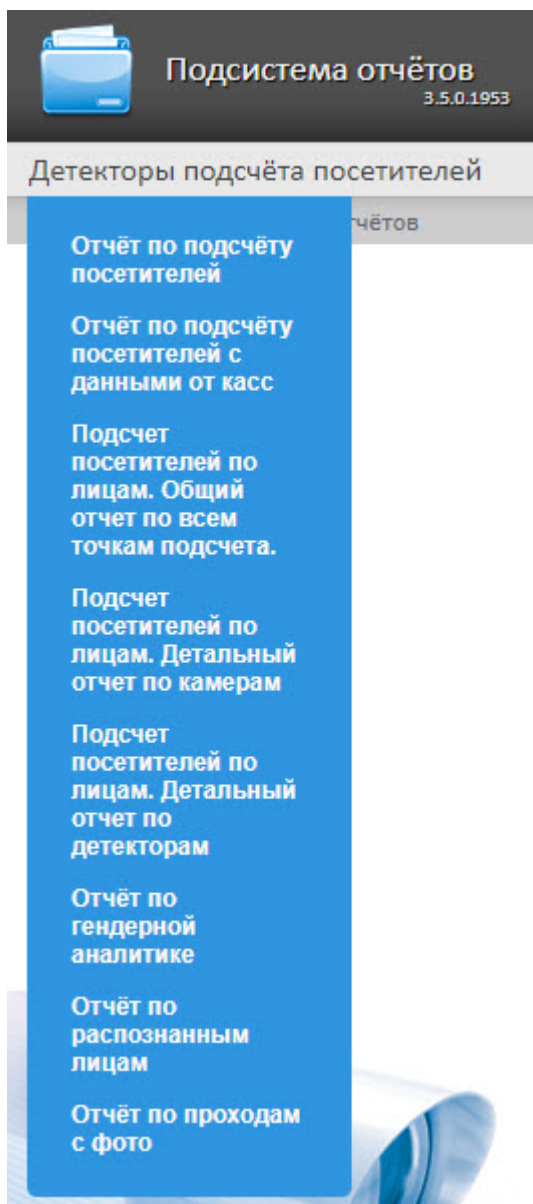 Подсистема отчётов
3.5.0.1953
Детекторы подсчёта посетителей
Отчёт по подсчёту
посетителей
Отчёт по подсчёту
посетителей с
данными от касс
Подсчет
посетителей по
лицам. Общий
отчет по всем
точкам подсчета.
Подсчет
посетителей по
лицам. Детальный
отчет по камерам
Подсчет
посетителей по
лицам. Детальный
отчет по
детекторам
Отчёт по
гендерной
аналитике
Отчёт по
распознанным
лицам
Отчёт по проходам
с фото